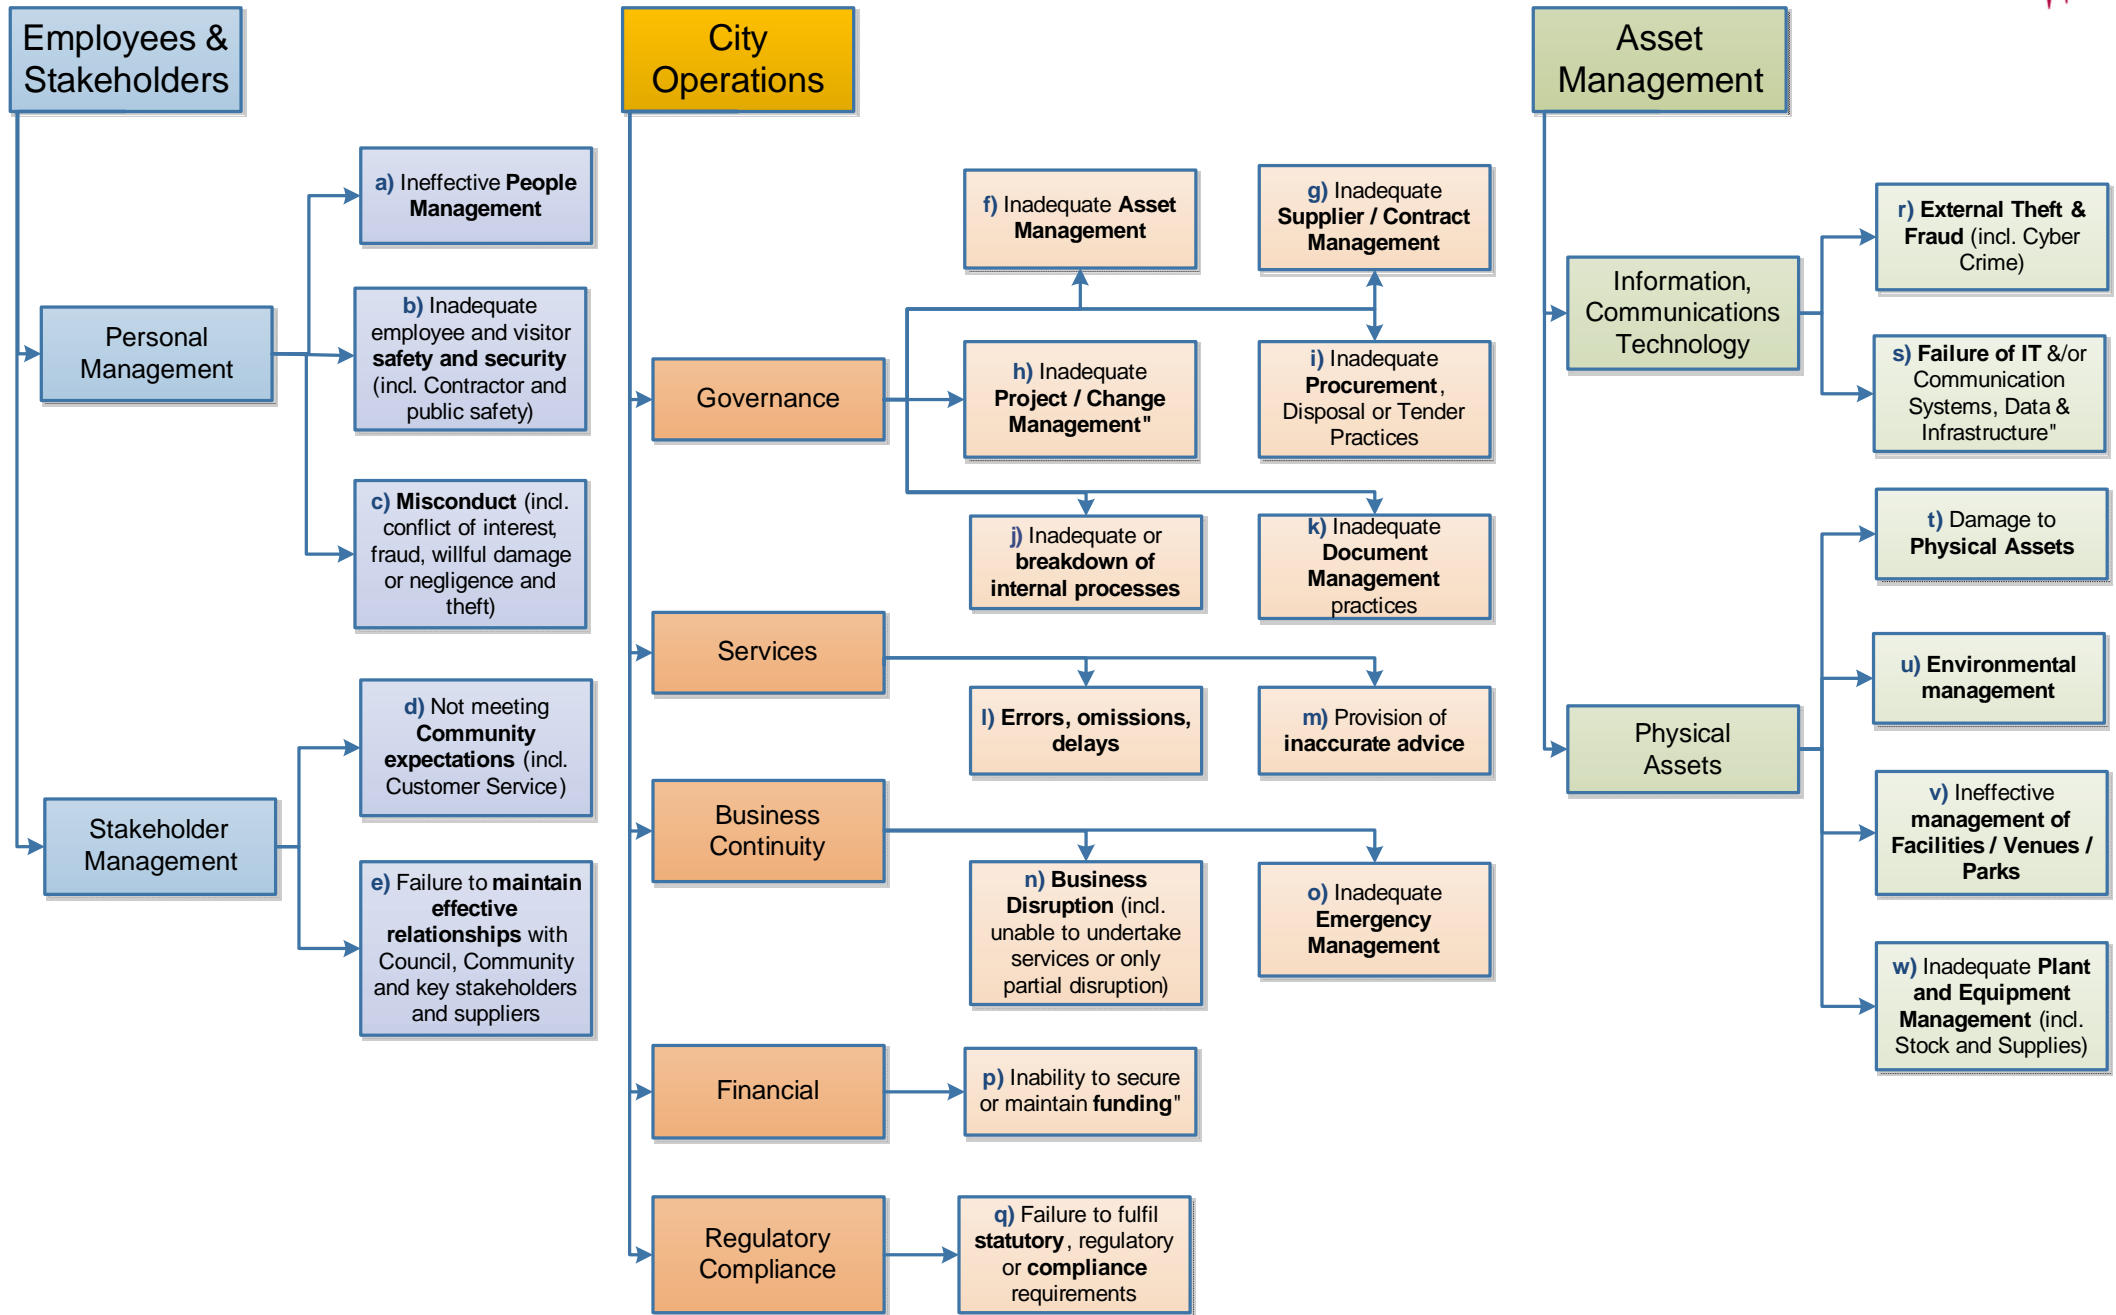 Employees &
Stakeholders
Personal
Management
a) Ineffective People
Management
b) Inadequate
employee and visitor
safety and security
(incl. Contractor and
public safety)
c) Misconduct (incl.
conflict of interest,
fraud, willful damage
or negligence and
theft)
Stakeholder
Management
d) Not meeting
Community
expectations (incl.
Customer Service)
e) Failure to maintain
effective
relationships with
Council, Community
and key stakeholders
and suppliers
City
Operations
Governance
f) Inadequate Asset
Management
g) Inadequate
Supplier / Contract
Management
h) Inadequate
Project / Change
Management"
i) Inadequate
Procurement,
Disposal or Tender
Practices
j) Inadequate or
breakdown of
internal processes
k) Inadequate
Document
Management
practices
Services
l) Errors, omissions,
delays
m) Provision of
inaccurate advice
Business
Continuity
n) Business
Disruption (incl.
unable to undertake
services or only
partial disruption)
o) Inadequate
Emergency
Management
Financial
p) Inability to secure
or maintain funding"
Regulatory
Compliance
q) Failure to fulfil
statutory, regulatory
or compliance
requirements
Asset
Management
Information,
Communications
Technology
r) External Theft &
Fraud (incl. Cyber
Crime)
s) Failure of IT &/or
Communication
Systems, Data &
Infrastructure"
Physical
Assets
t) Damage to
Physical Assets
u) Environmental
management
v) Ineffective
management of
Facilities / Venues /
Parks
w) Inadequate Plant
and Equipment
Management (incl.
Stock and Supplies)